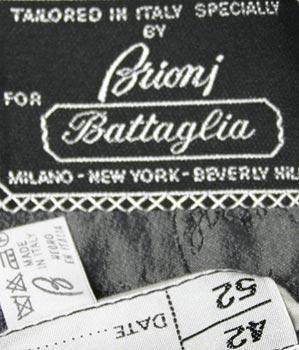 TAILORED IN ITALY SPECIALLY
BY
Brioni
FOR
Battaglia
MILANO - NEW YORK - BEVERLY HIL
MADE
IN ITALY
B
52
42
DATE